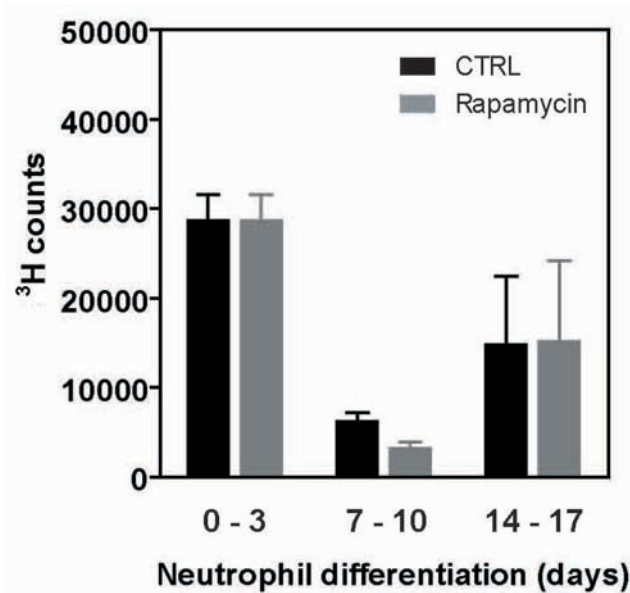 50000
CTRL
Rapamycin
40000
30000
20000
10000
0
³H counts
0 - 3
7 - 10
14 - 17
Neutrophil differentiation (days)